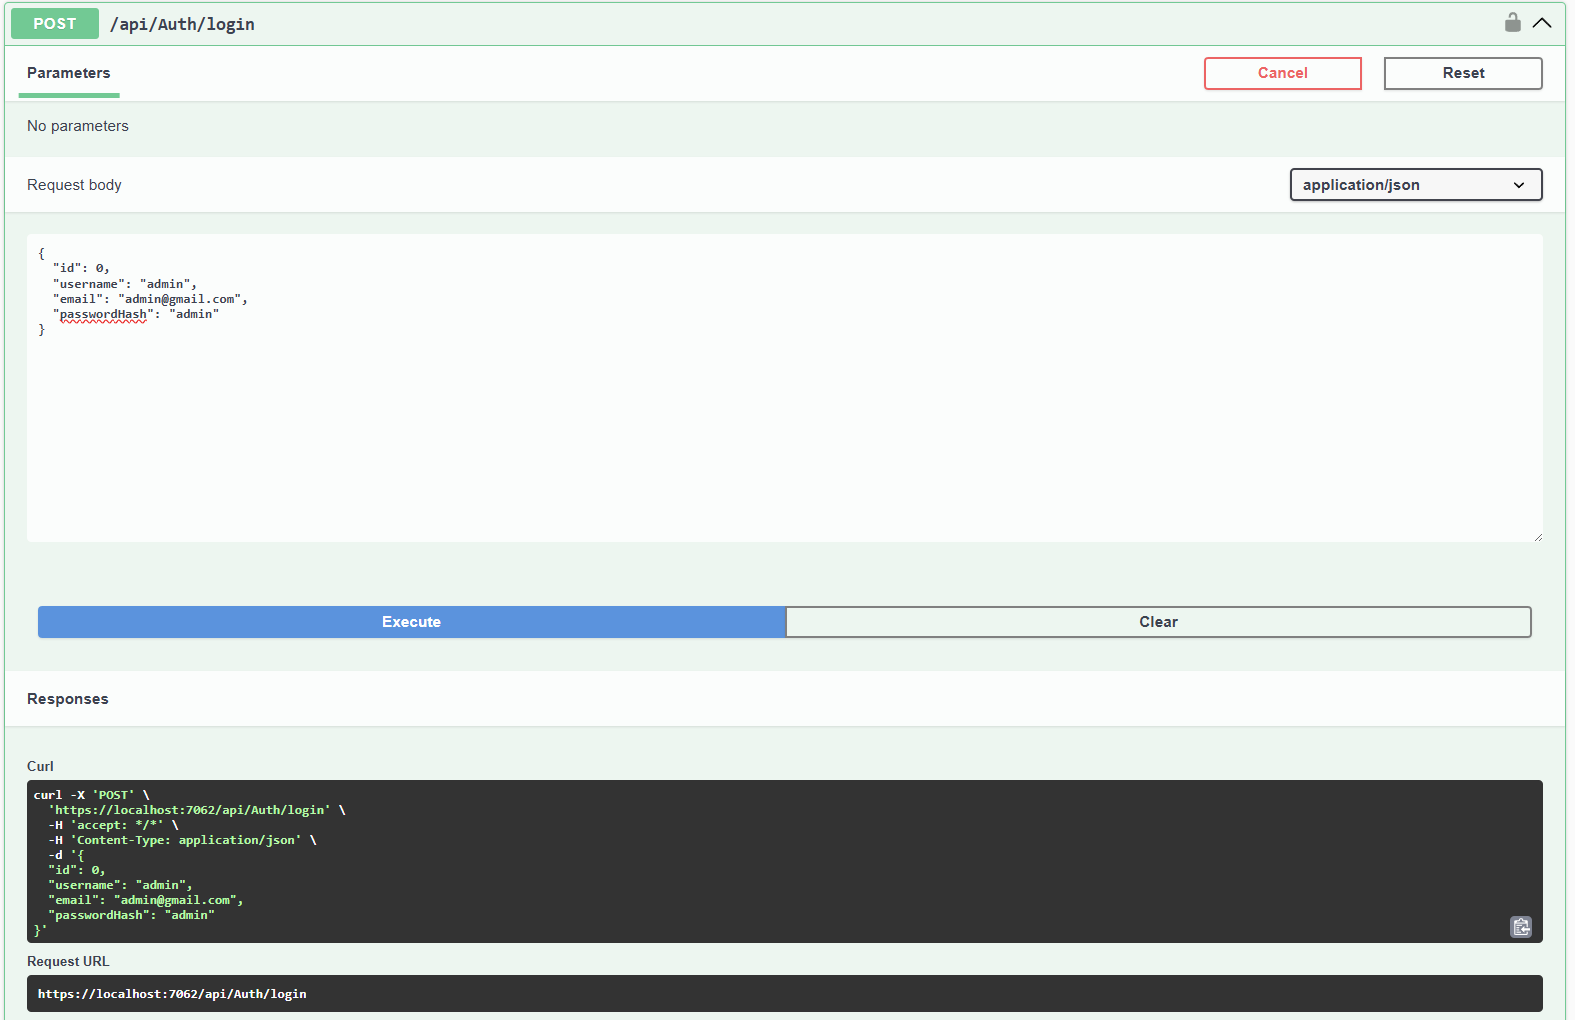 POST /api/Auth/login
Parameters
Cancel
Reset
No parameters
Request body
application/json
{
  "id": 0,
  "username": "admin",
  "email": "admin@gmail.com",
  "passwordHash": "admin"
}
Execute
Clear
Responses
Curl
curl -X 'POST' \
  'https://localhost:7062/api/Auth/login' \
  -H 'accept: */*' \
  -H 'Content-Type: application/json' \
  -d '{
  "id": 0,
  "username": "admin",
  "email": "admin@gmail.com",
  "passwordHash": "admin"
}'
Request URL
https://localhost:7062/api/Auth/login